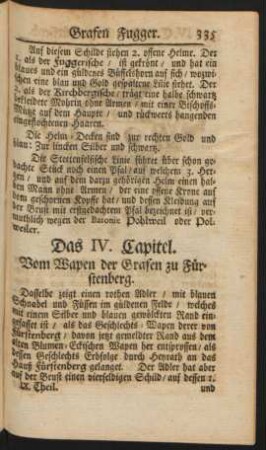 Grafen Fugger. 335
Auf diesem Schilde stehen 2. offene Helme. Der
1. als der Fuggerische / ist gekrönt / und hat ein
blaues und ein güldenes Büffelshorn auf sich / wozwi-
schen eine blau und Gold gespaltene Lilie stehet. Der
2. als der Kirchbergische / trägt eine halbe schwartz
bekleidete Mohrin ohne Armen / mit einer Bischoffs-
Mütz auf dem Haupt / und rückwerts hangenden
eingeflochtenen Haaren.
Die Helm-Decken sind zur rechten Gold und
blau: Zur lincken Silber und schwartz.
Die Stettenfelsische Linie führet über schon ge-
dachte Stück noch einen Pfal / auf welchem 3. Her-
zen / und auf dem darzu gehörigen Helm einen hal-
ben Mann ohne Armen / der eine offene Krone auf
dem geschornen Kopffe hat / und dessen Kleidung auf
der Brust mit erstgedachtem Pfal bezeichnet ist / ver-
muthlich wegen der Baronie Pohlweil oder Pol-
weiler.
Das IV. Capitel.
Vom Wapen der Grafen zu Für-
stenberg.
Dasselbe zeigt einen rothen Adler / mit blauen
Schnabel und Füssen im güldenen Felde / welches
mit einem Silber und blauen gewölckten Rand ein-
gefasset ist / als das Geschlechts-Wapen derer von
Fürstenberg / davon jetzt gemeldter Rand aus dem
alten Blumen-Eckischen Wapen her entsprossen / als
dessen Geschlechts Erdfolge durch Heyrath an das
Hauß Fürstenberg gelanget. Der Adler hat aber
auf der Brust einen vierfeldigen Schild / auf dessen 1.
IX. Theil. und